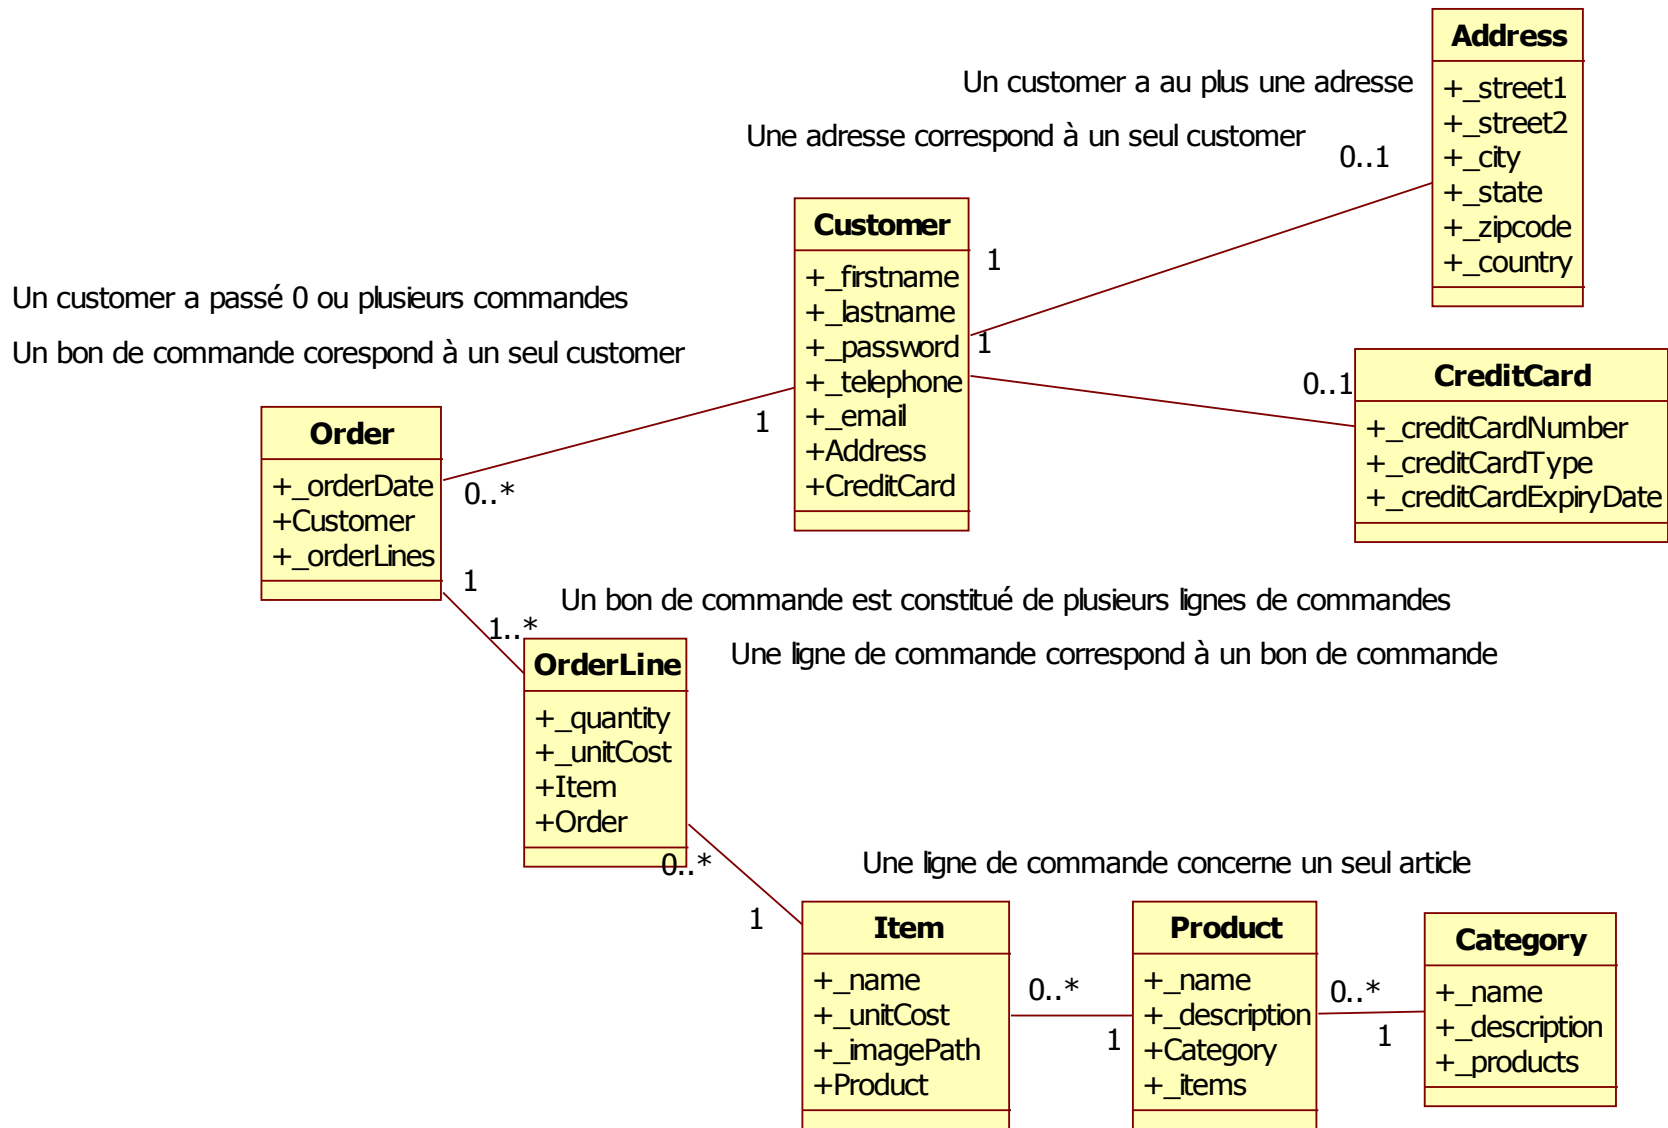 Address
+_street1
+_street2
+_city
+_state
+_zipcode
+_country
Un customer a au plus une adresse
Une adresse correspond à un seul customer
0..1
Customer
+_firstname
+_lastname
+_password
+_telephone
+_email
+Address
+CreditCard
1
1
0..1
CreditCard
+_creditCardNumber
+_creditCardType
+_creditCardExpiryDate
Un customer a passé 0 ou plusieurs commandes
Un bon de commande corespond à un seul customer
1
0..*
Order
+_orderDate
+Customer
+_orderLines
1
1..*
Un bon de commande est constitué de plusieurs lignes de commandes
Une ligne de commande correspond à un bon de commande
OrderLine
+_quantity
+_unitCost
+Item
+Order
0..*
1
Une ligne de commande concerne un seul article
Item
+_name
+_unitCost
+_imagePath
+Product
0..*
1
Product
+_name
+_description
+Category
+_items
0..*
1
Category
+_name
+_description
+_products